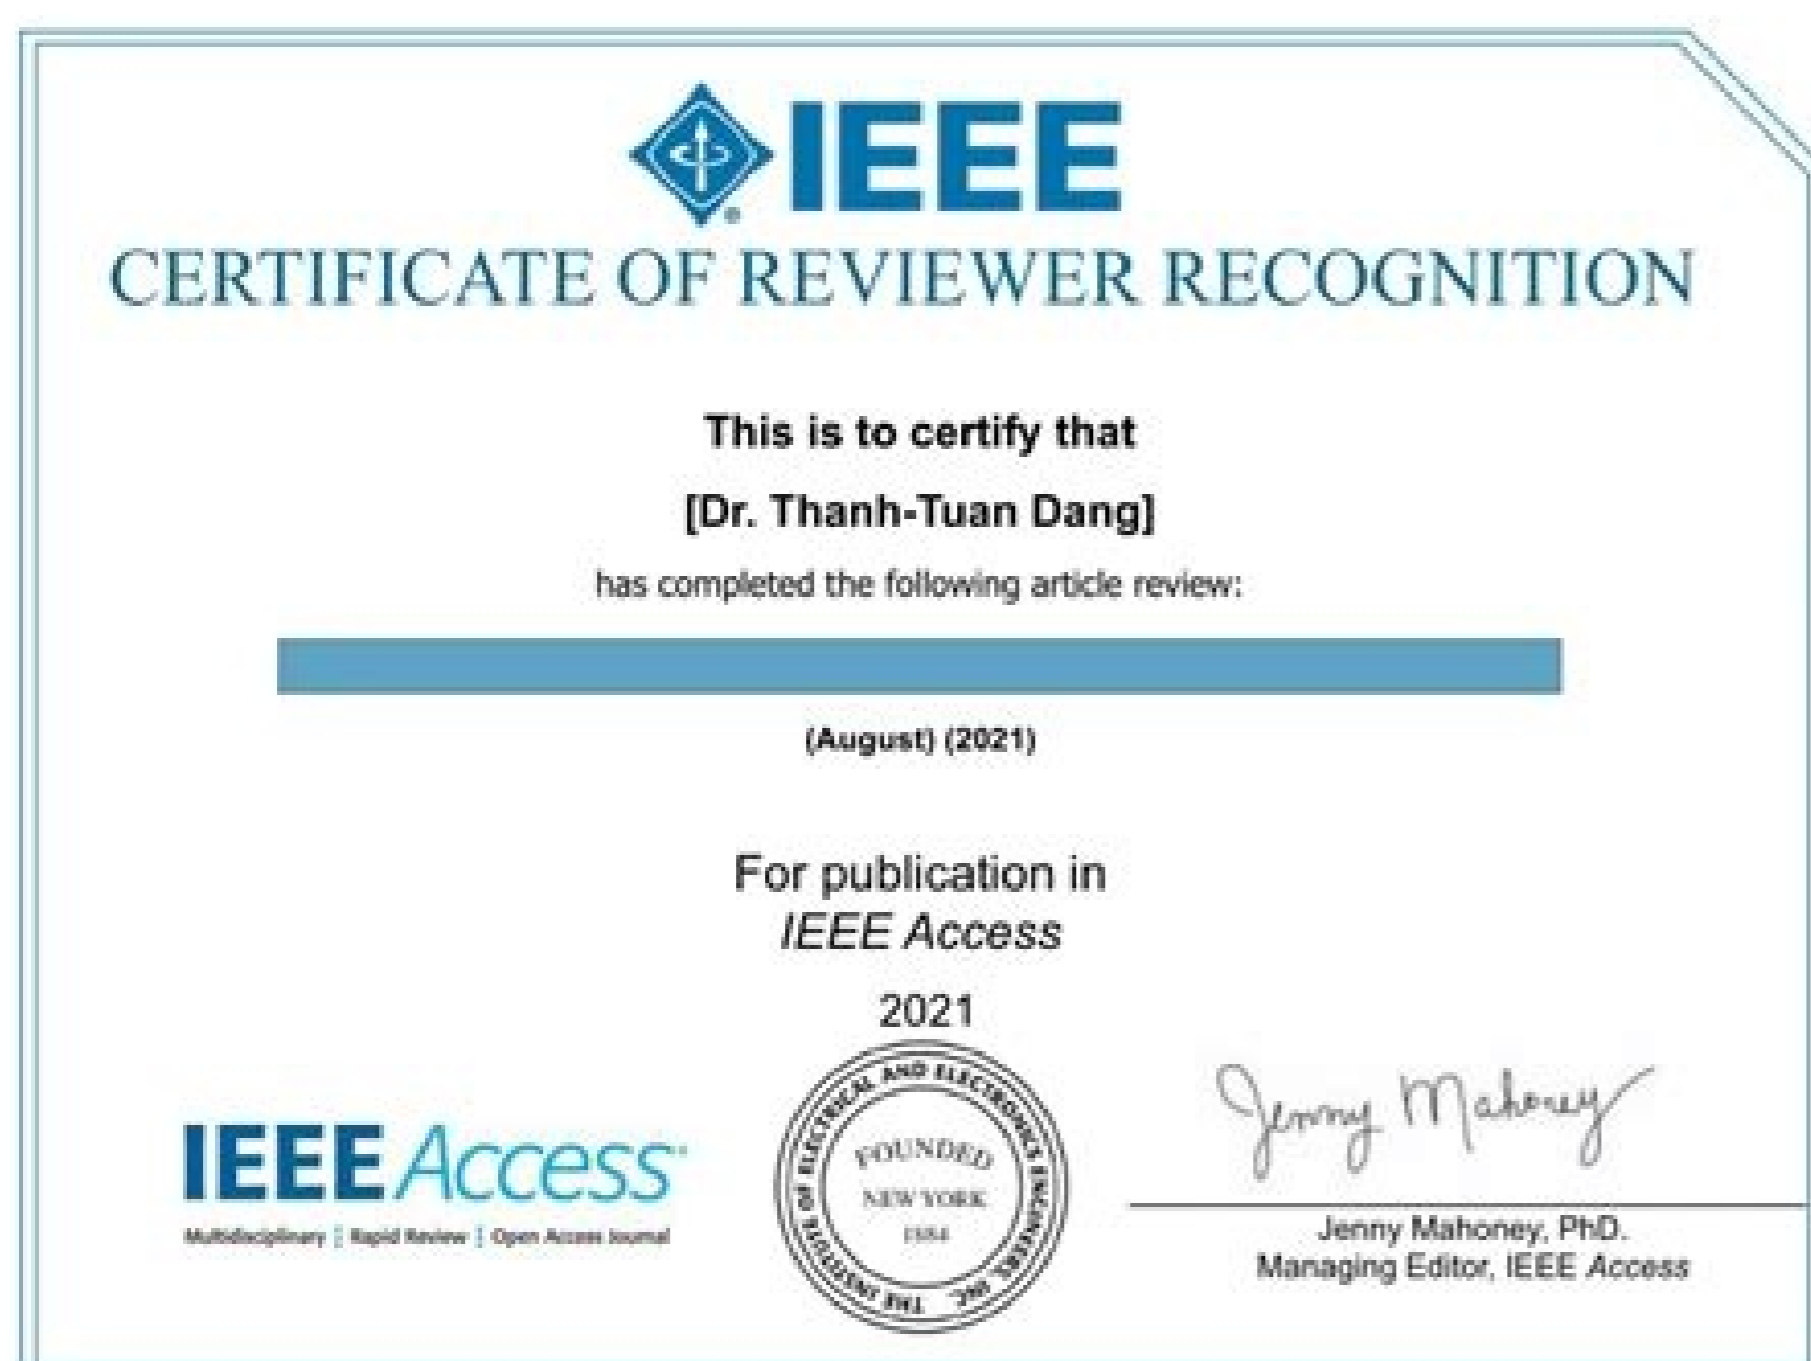 IEEE
CERTIFICATE OF REVIEWER RECOGNITION
This is to certify that
[Dr. Thanh-Tuan Dang]
has completed the following article review:
(August) (2021)
For publication in
IEEE Access
2021
IEEE Access
Multidisciplinary ⋮ Rapid Review ⋮ Open Access Journal
THE INSTITUTE OF ELECTRICAL AND ELECTRONICS ENGINEERS, INC.
FOUNDED
NEW YORK
1884
Jenny Mahoney
Jenny Mahoney, PhD.
Managing Editor, IEEE Access